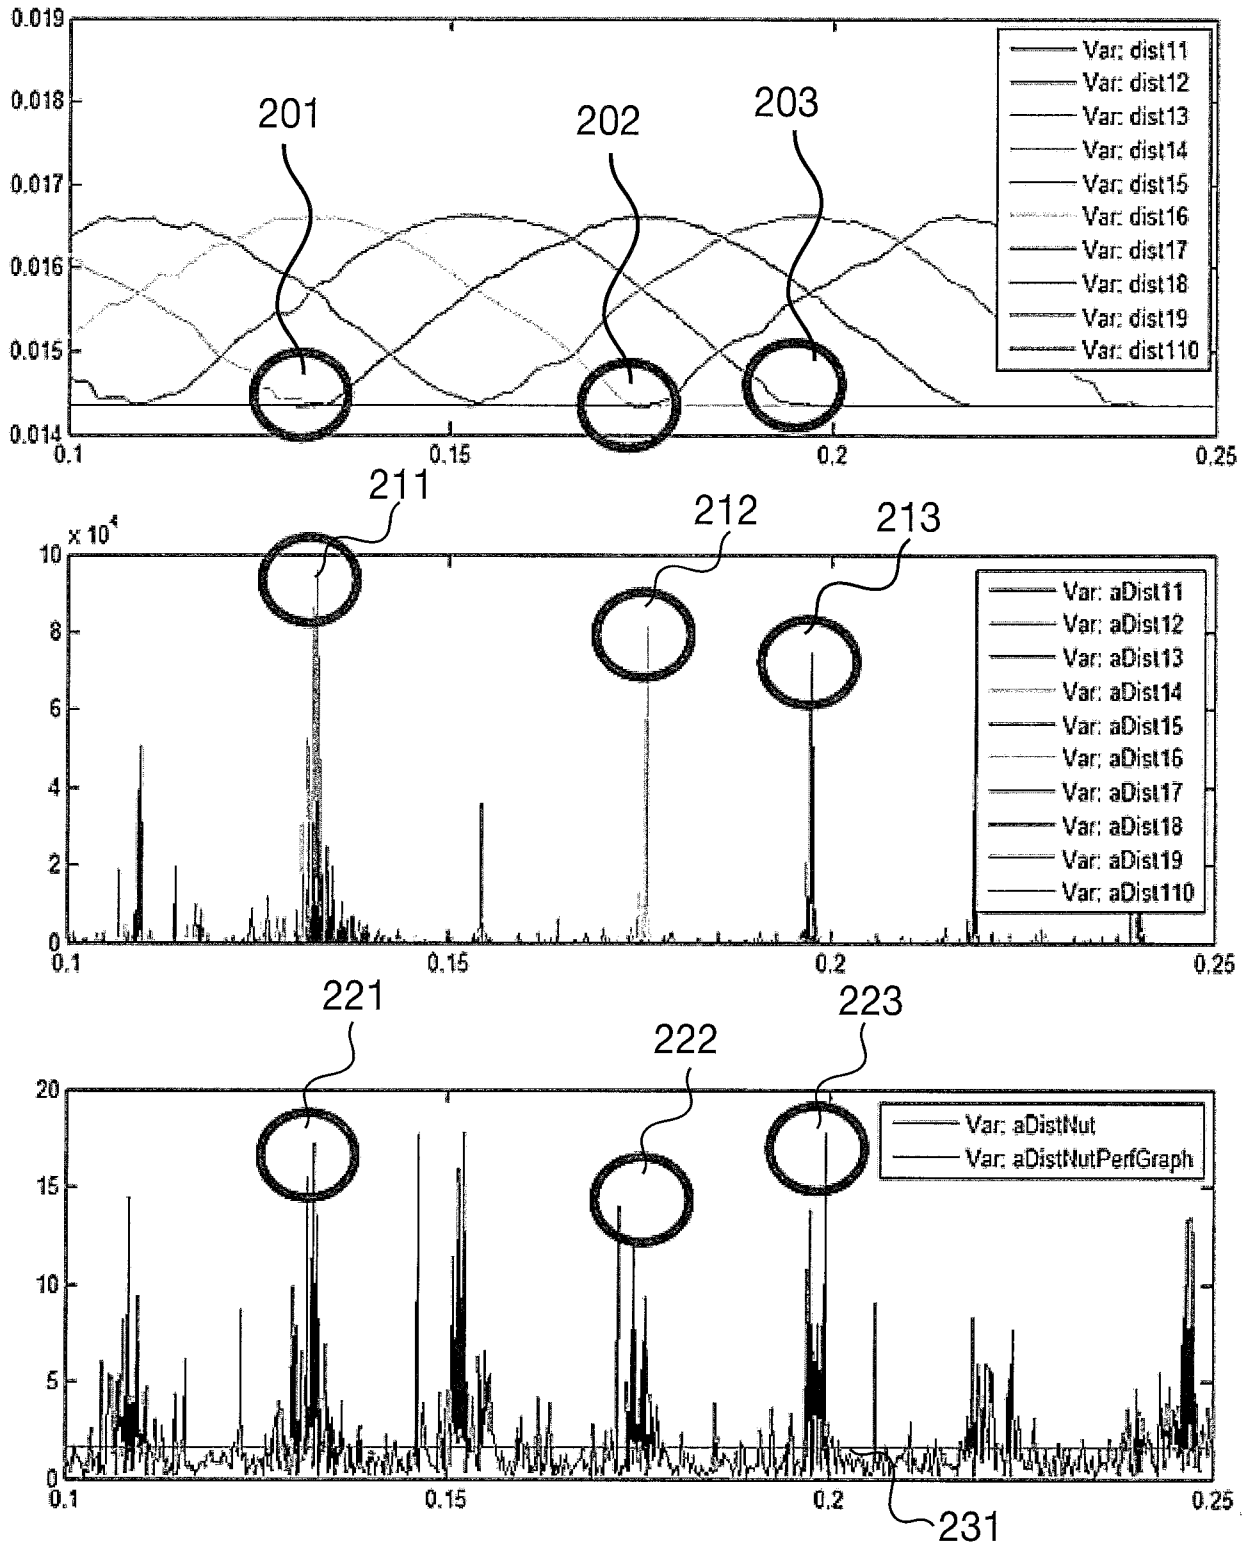 0.019
0.018
0.017
0.016
0.015
0.014
0.1
0.15
0.2
0.25
201
202
203
Var: dist11
Var: dist12
Var: dist13
Var: dist14
Var: dist15
Var: dist16
Var: dist17
Var: dist18
Var: dist19
Var: dist110
211
212
213
x 10⁴
10
8
6
4
2
0
0.1
0.15
0.2
0.25
Var: aDist11
Var: aDist12
Var: aDist13
Var: aDist14
Var: aDist15
Var: aDist16
Var: aDist17
Var: aDist18
Var: aDist19
Var: aDist110
221
222
223
20
15
10
5
0
0.1
0.15
0.2
0.25
Var: aDistNut
Var: aDistNutPerfGraph
231